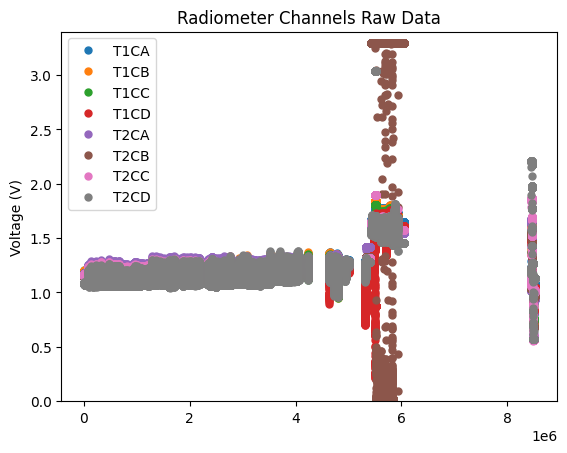 Radiometer Channels Raw Data
Voltage (V)
3.0
2.5
2.0
1.5
1.0
0.5
0.0
T1CA
T1CB
T1CC
T1CD
T2CA
T2CB
T2CC
T2CD
0
2
4
6
8
1e6